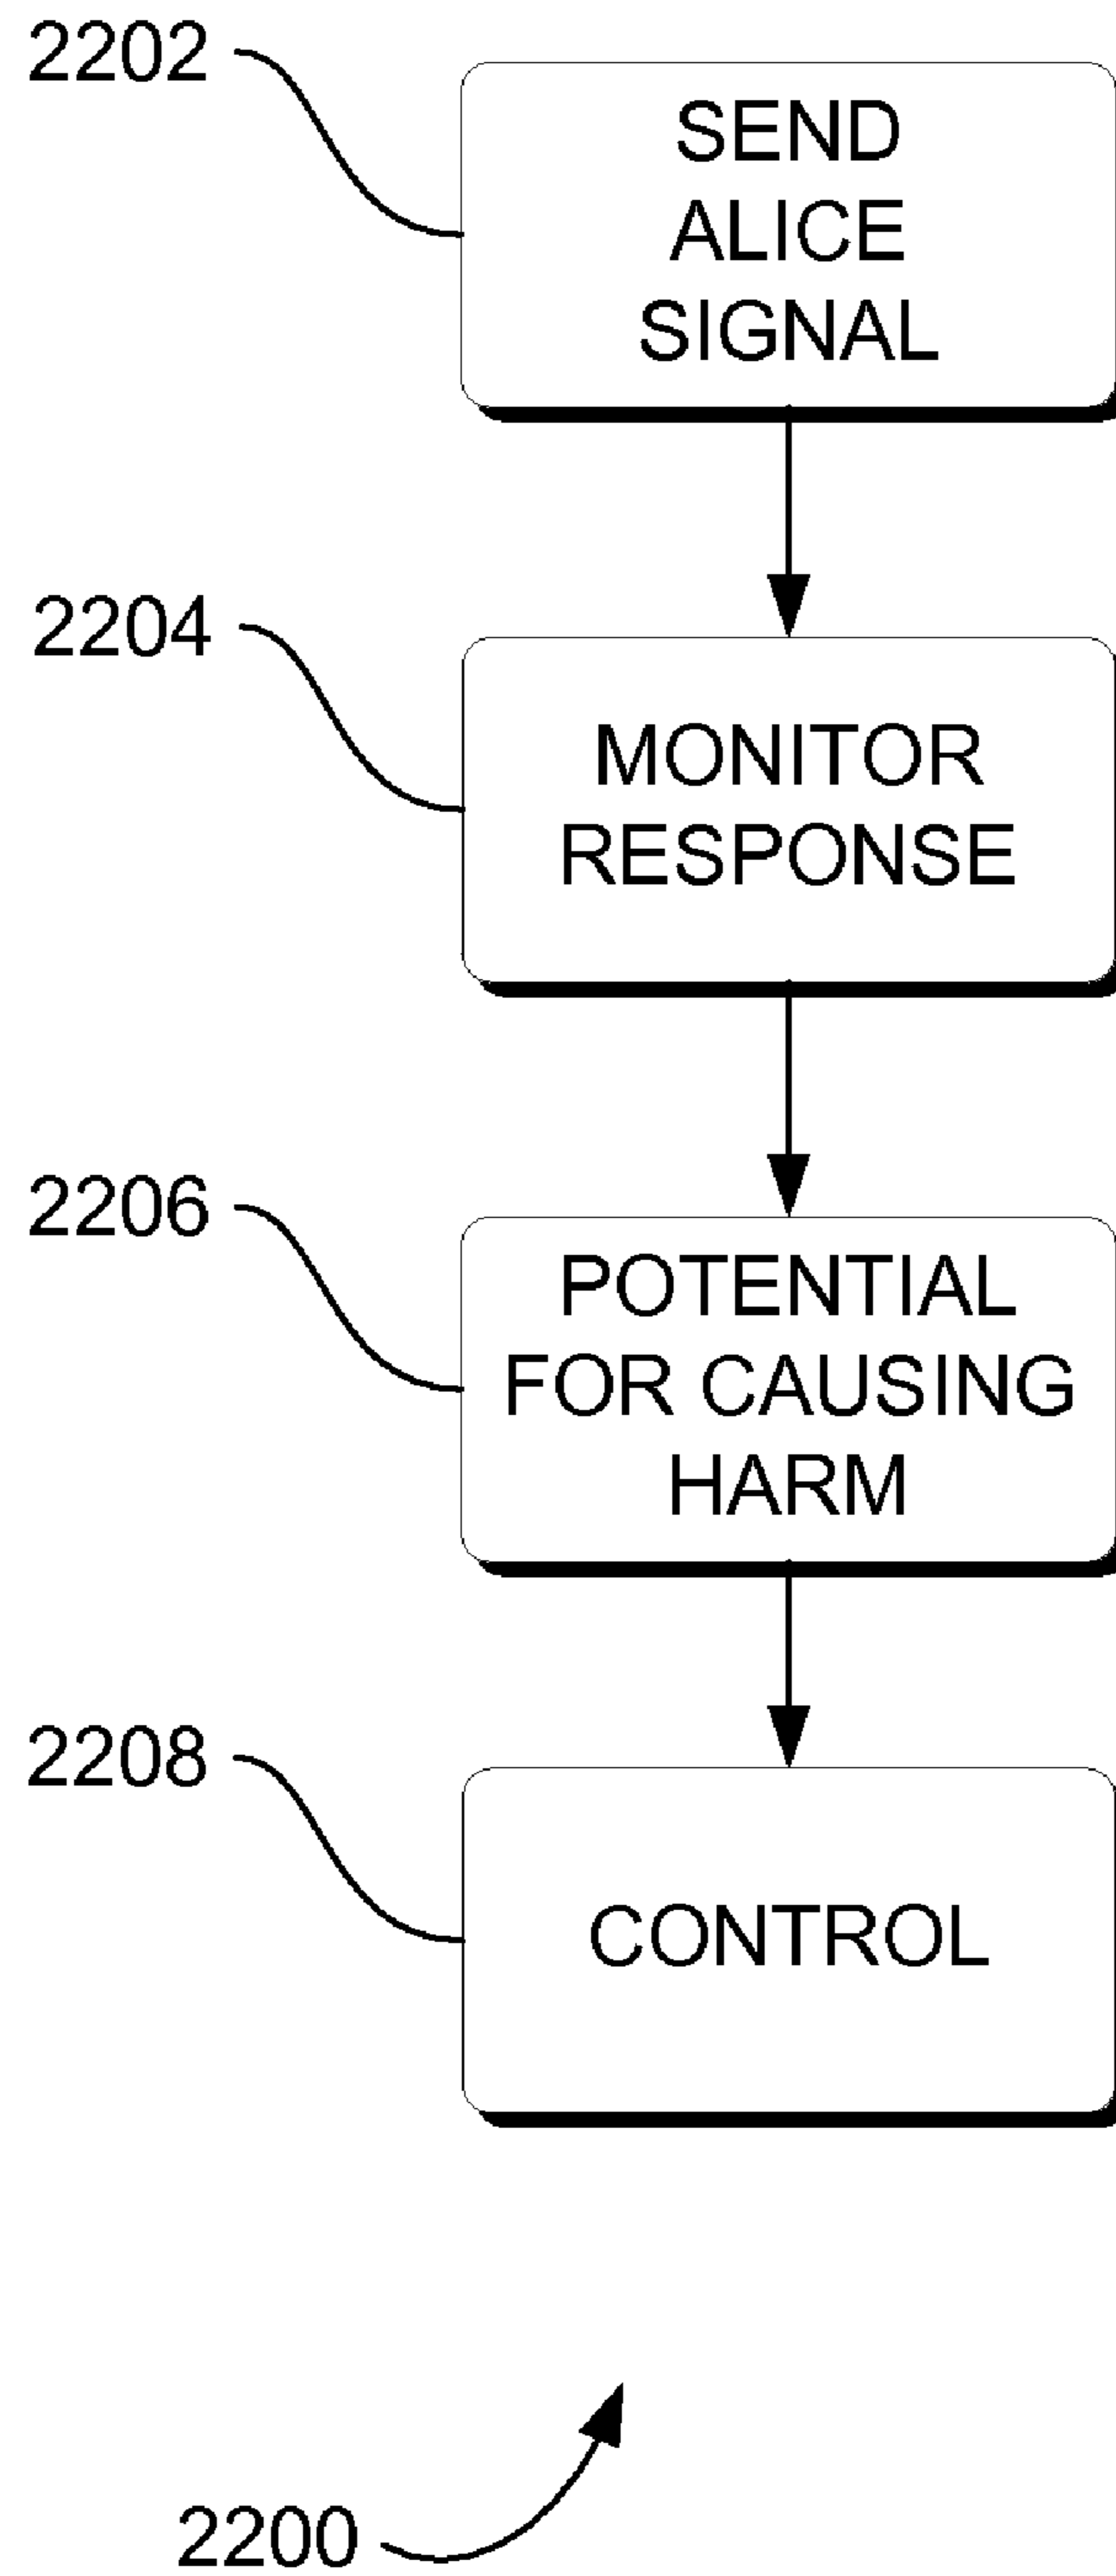 2202
SEND
ALICE
SIGNAL
2204
MONITOR
RESPONSE
2206
POTENTIAL
FOR CAUSING
HARM
2208
CONTROL
2200